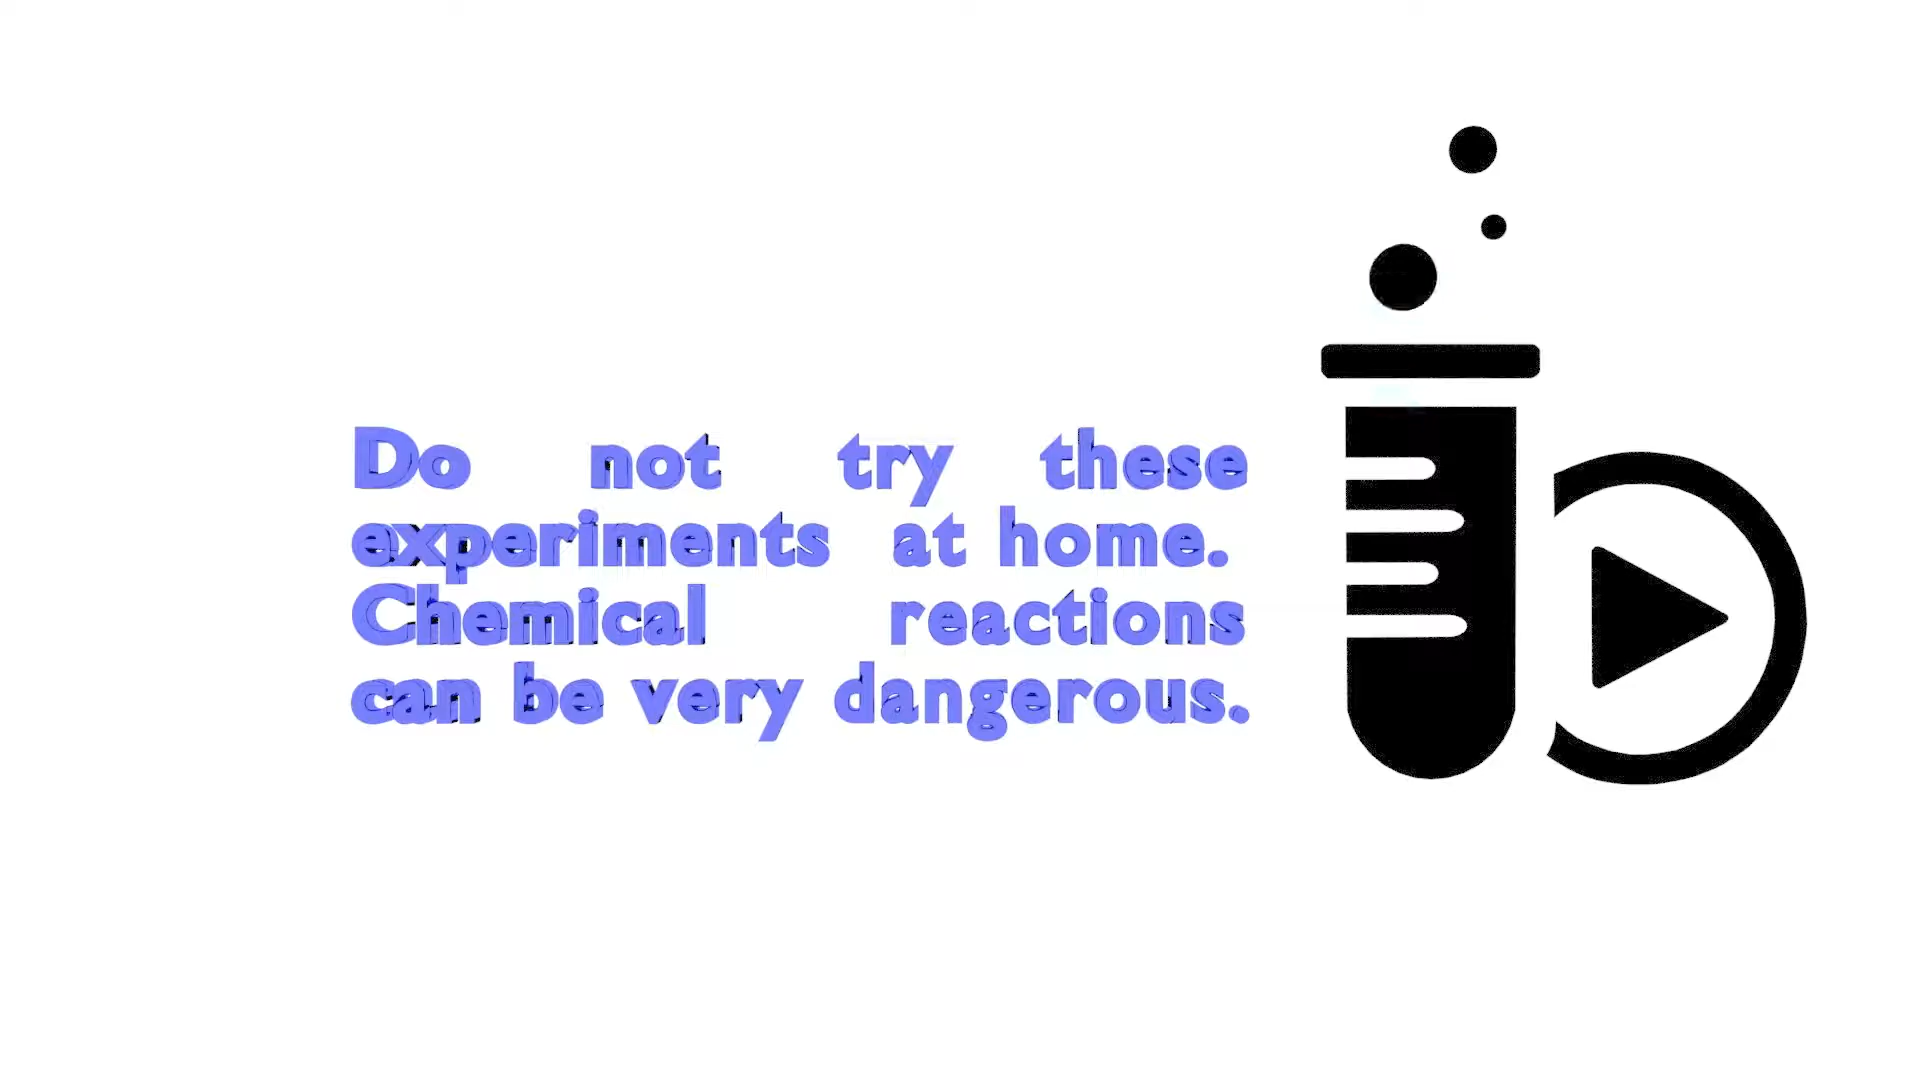 Do not try these
experiments at home.
Chemical reactions
can be very dangerous.